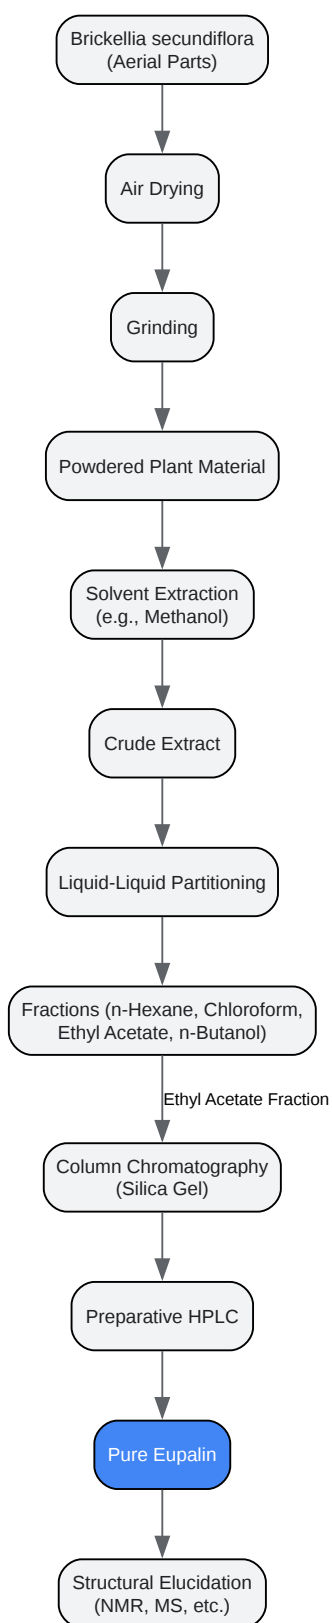 Brickellia secundiflora
(Aerial Parts)
Air Drying
Grinding
Powdered Plant Material
Solvent Extraction
(e.g., Methanol)
Crude Extract
Liquid-Liquid Partitioning
Fractions (n-Hexane, Chloroform,
Ethyl Acetate, n-Butanol)
Ethyl Acetate Fraction
Column Chromatography
(Silica Gel)
Preparative HPLC
Pure Eupalin
Structural Elucidation
(NMR, MS, etc.)